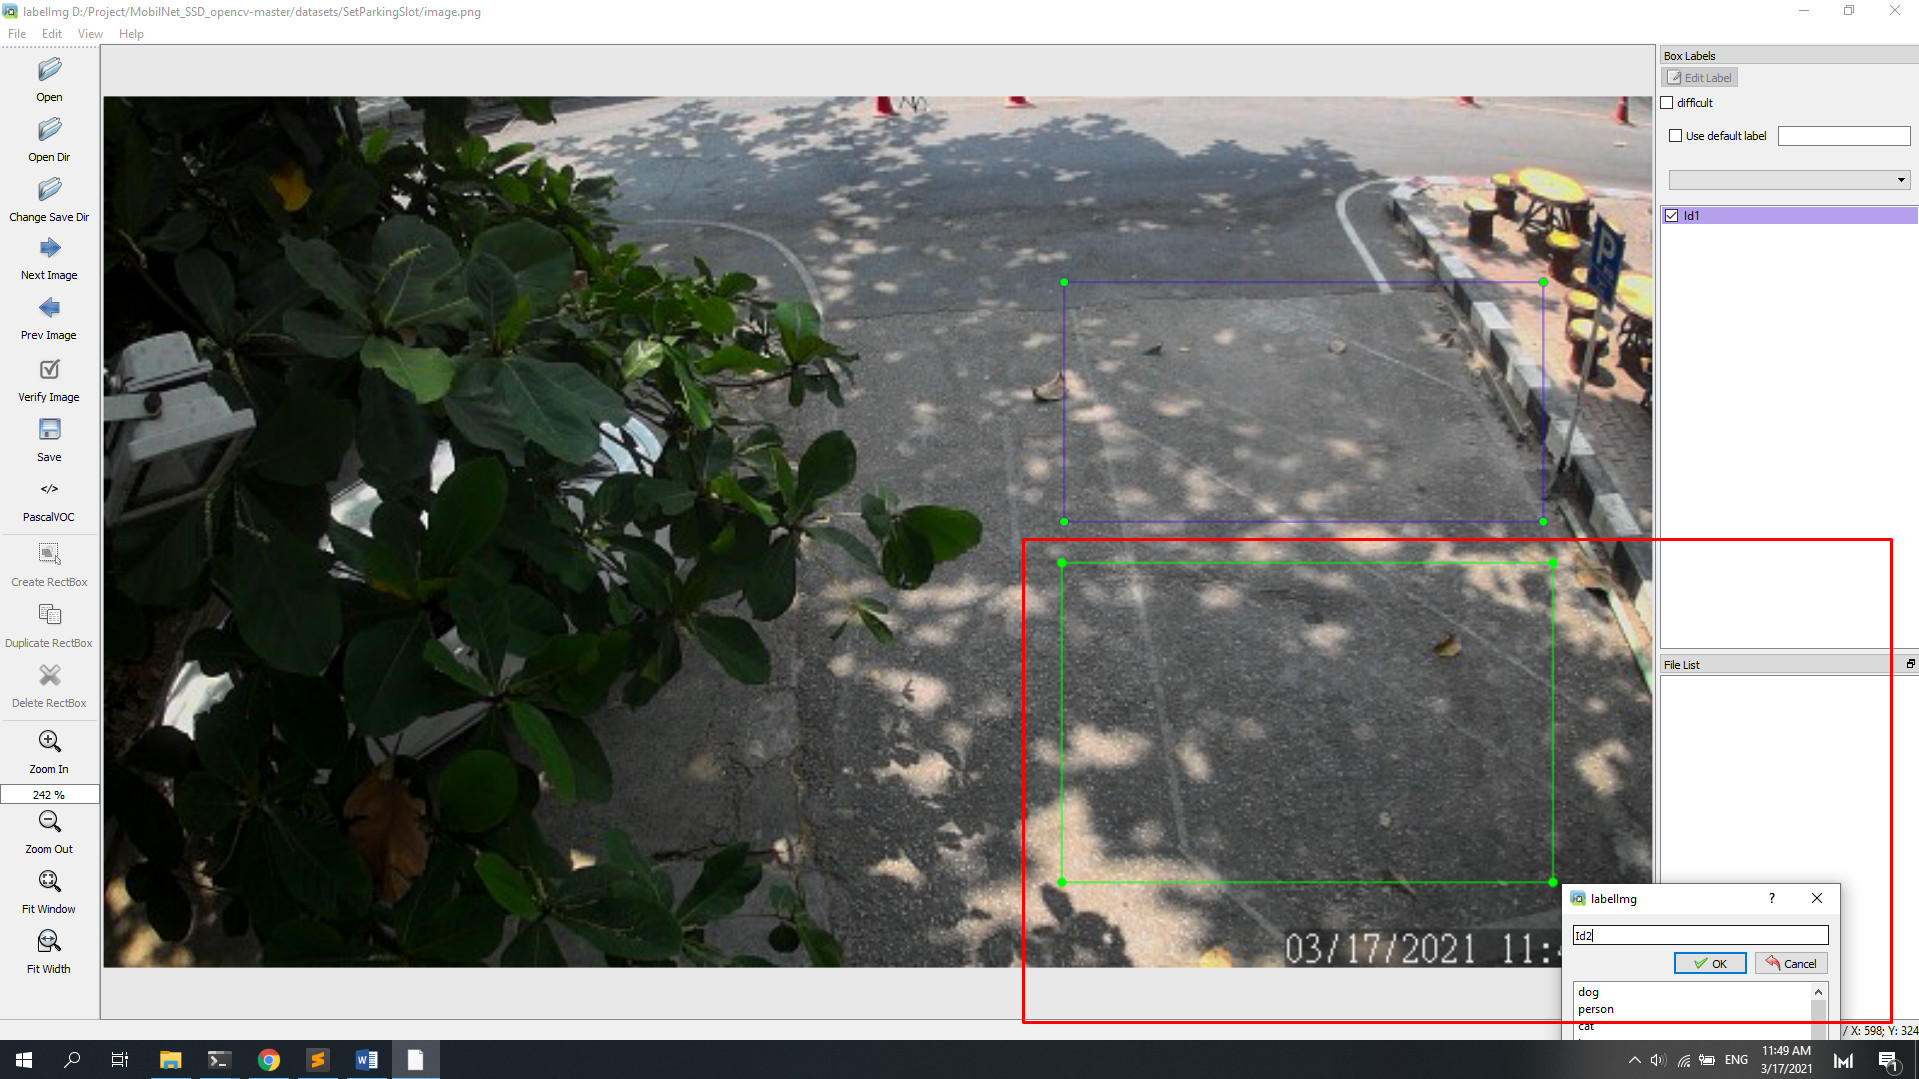 labelImg D:/Project/MobilNet_SSD_opencv-master/datasets/SetParkingSlot/image.png
File Edit View Help
Open
Open Dir
Change Save Dir
Next Image
Prev Image
Verify Image
Save
</>
PascalVOC
Create RectBox
Duplicate RectBox
Delete RectBox
Zoom In
242 %
Zoom Out
Fit Window
Fit Width
P
03/17/2021 11:
Box Labels
Edit Label
difficult
Use default label
Id1
File List
labelImg
?
Id2
OK Cancel
dog
person
cat
/ X: 598; Y: 324
ENG
11:49 AM
3/17/2021
1